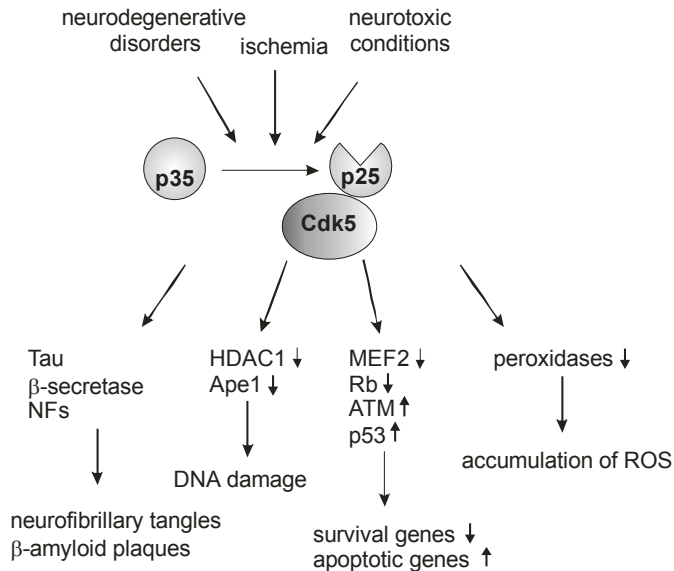 neurodegenerative
disorders
ischemia
neurotoxic
conditions
p35
p25
Cdk5
Tau
β-secretase
NFs
HDAC1 ↓
Ape1 ↓
MEF2 ↓
Rb ↓
ATM ↑
p53 ↑
peroxidases ↓
DNA damage
accumulation of ROS
neurofibrillary tangles
β-amyloid plaques
survival genes ↓
apoptotic genes ↑